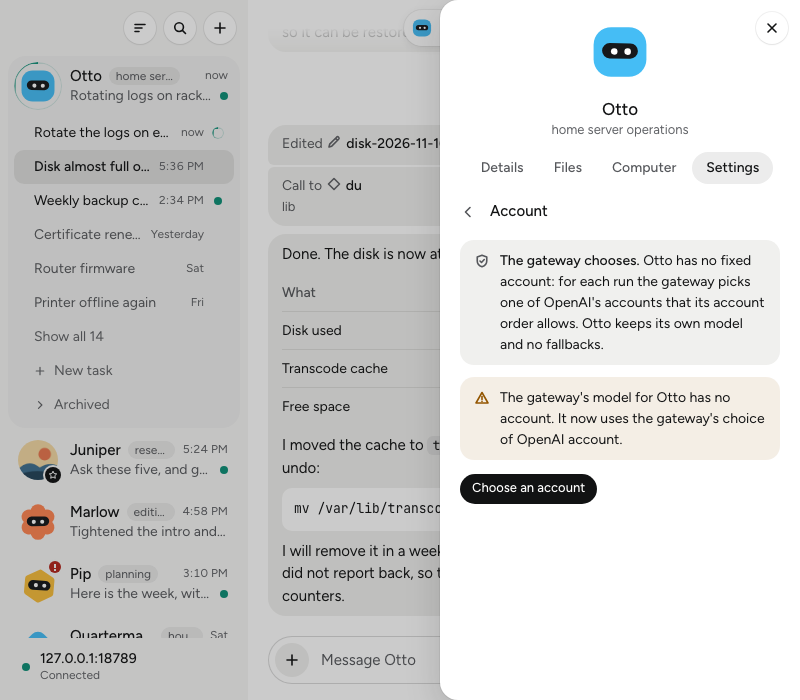 Otto
home ser...
now
Rotating logs on rack...
Rotate the logs on e...
now
Disk almost full o...
5:36 PM
Weekly backup c...
2:34 PM
Certificate rene...
Yesterday
Router firmware
Sat
Printer offline again
Fri
Show all 14
New task
Archived
Juniper
rese...
5:24 PM
Ask these five, and g...
Marlow
editi...
4:58 PM
Tightened the intro and...
Pip
planning
3:10 PM
Here is the week, wit...
Quarterma
hou...
Sat
127.0.0.1:18789
Connected
so it can be restor
Edited disk-2026-11-1
Call to du
lib
Done. The disk is now at
What
Disk used
Transcode cache
Free space
I moved the cache to t
undo:
mv /var/lib/transco
I will remove it in a week
did not report back, so t
counters.
Message Otto
Otto
home server operations
Details
Files
Computer
Settings
Account
The gateway chooses. Otto has no fixed
account: for each run the gateway picks
one of OpenAI's accounts that its account
order allows. Otto keeps its own model
and no fallbacks.
The gateway's model for Otto has no
account. It now uses the gateway's choice
of OpenAI account.
Choose an account